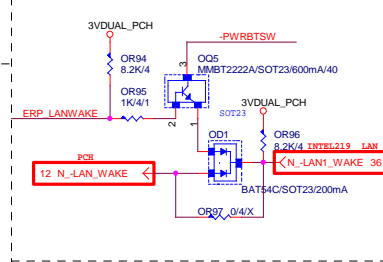 3VDUAL_PCH
-PWRBTSW
3
OR94
8.2K/4
OQ5
MMBT2222A/SOT23/600mA/40
OR95
1K/4/1
ERP_LANWAKE
2
1
SOT23
3VDUAL_PCH
OD1
OR96
8.2K/4
INTEL219 LAN
PCH
12 N_-LAN_WAKE
N_-LAN1_WAKE 36
BAT54C/SOT23/200mA
OR97 0/4/X